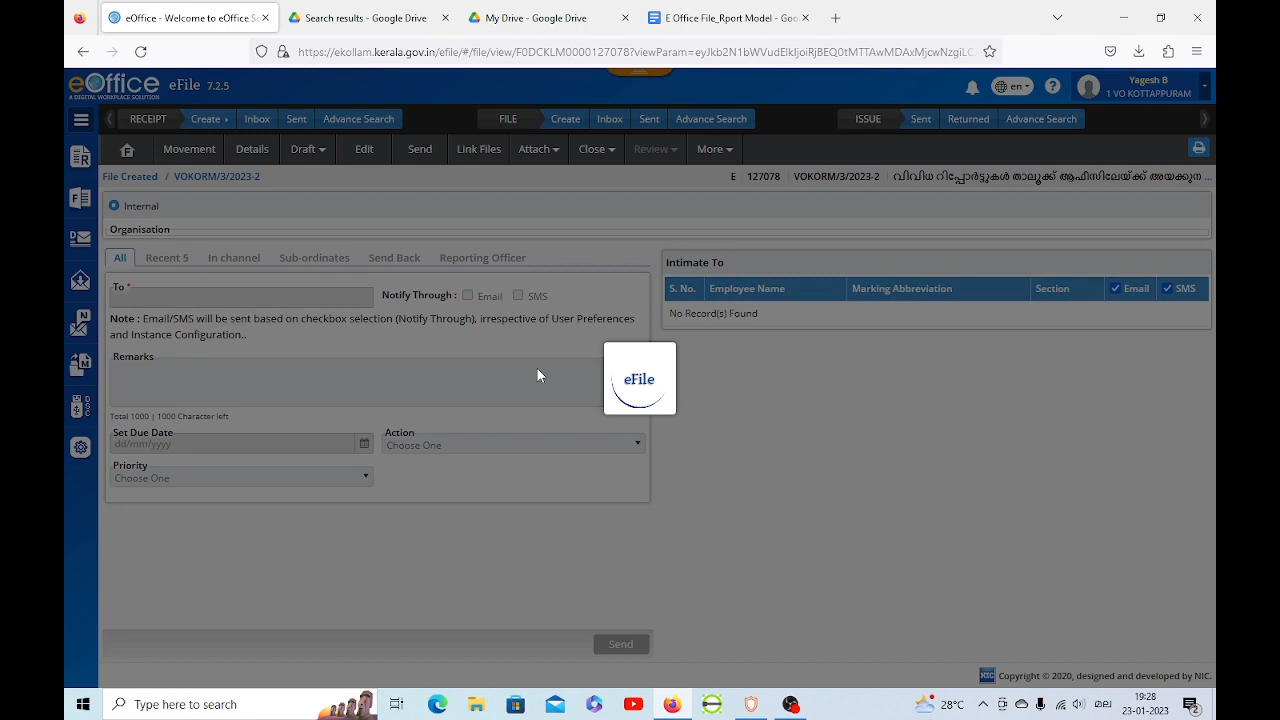 eOffice - Welcome to eOffice S
Search results - Google Drive
My Drive - Google Drive
E Office File_Rpont Model - Goo
https://ekollam.kerala.gov.in/efile/#/file/view/
eOffice
A DIGITAL WORKPLACE SOLUTION
eFile 7.2.5
en
Yagesh B
1 VO KOTTAPPURAM
RECEIPT Create Inbox Sent Advance Search
FILE Create Inbox Sent Advance Search
ISSUE Sent Returned Advance Search
Movement Details Draft Edit Send Link Files Attach Close Review More
File Created / VOKORM/3/2023-2
E 127078 VOKORM/3/2023-2 വിവിധ റിപ്പോർട്ടുകൾ താലൂക്ക് ആഫിസിലേയ്ക്ക് അയക്കുന ...
Internal
Organisation
All Recent 5 In channel Sub-ordinates Send Back Reporting Officer
To *
Notify Through : Email SMS
Note : Email/SMS will be sent based on checkbox selection (Notify Through), irrespective of User Preferences
and Instance Configuration..
Remarks
Total 1000 | 1000 Character left
Set Due Date
dd/mm/yyyy
Action
Choose One
Priority
Choose One
Intimate To
S. No. Employee Name Marking Abbreviation Section Email SMS
No Record(s) Found
eFile
Send
NIC Copyright © 2020, designed and developed by NIC.
Type here to search
28°C
മല
19:28
23-01-2023
2